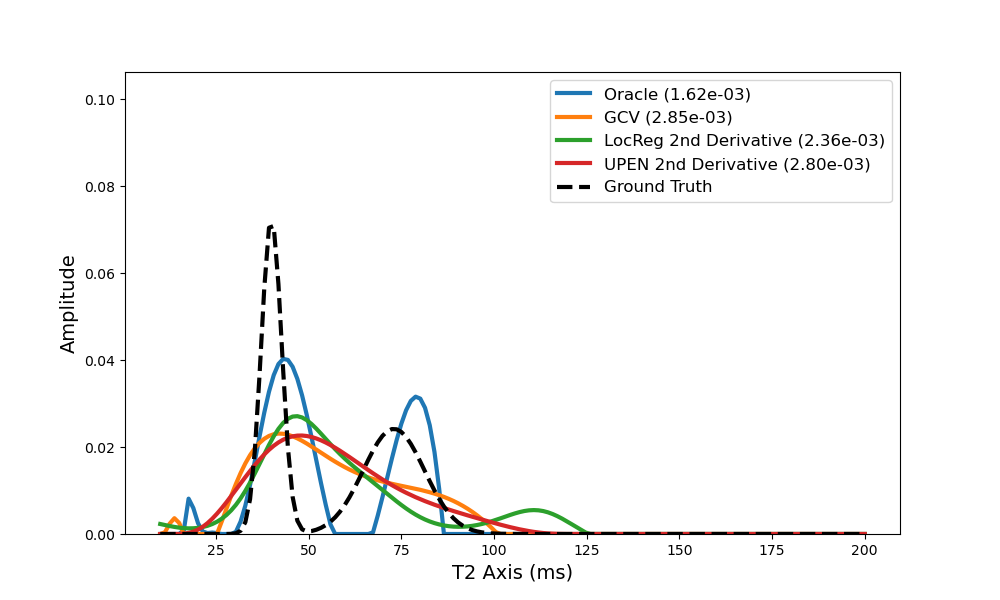 Oracle (1.62e-03)
GCV (2.85e-03)
LocReg 2nd Derivative (2.36e-03)
UPEN 2nd Derivative (2.80e-03)
Ground Truth
Amplitude
0.10
0.08
0.06
0.04
0.02
0.00
25 50 75 100 125 150 175 200
T2 Axis (ms)